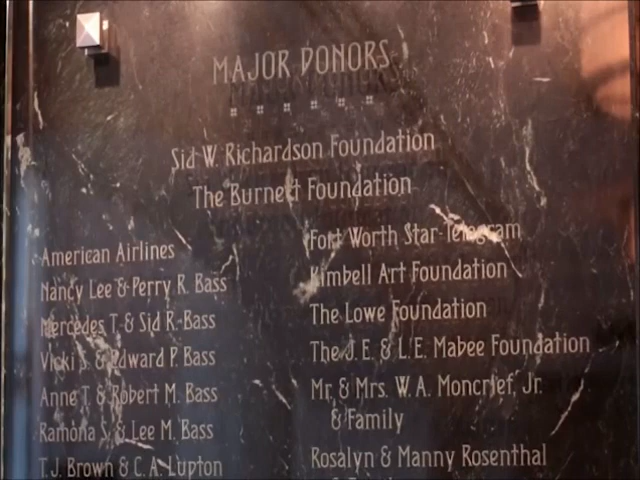 MAJOR DONORS
Sid W. Richardson Foundation
The Burnett Foundation
American Airlines
Nancy Lee & Perry R. Bass
Mercedes T. & Sid R. Bass
Vicki S. & Edward P. Bass
Anne T. & Robert M. Bass
Ramona S. & Lee M. Bass
T.J. Brown & C.A. Lupton
Fort Worth Star-Telegram
Kimbell Art Foundation
The Lowe Foundation
The J.E. & L.E. Mabee Foundation
Mr. & Mrs. W.A. Moncrief, Jr.
& Family
Rosalyn & Manny Rosenthal